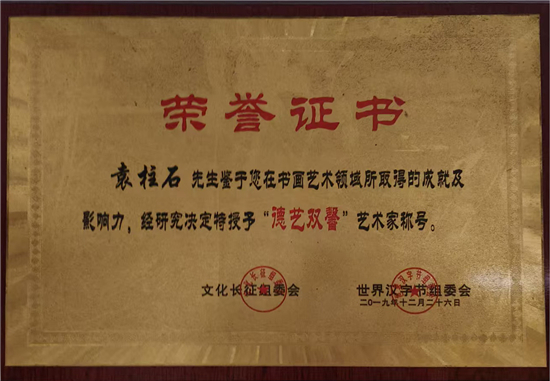 荣誉证书
袁柱石 先生鉴于您在书画艺术领域所取得的成就及
影响力，经研究决定特授予“德艺双馨”艺术家称号。
文化长征组委会 世界汉字节组委会
二〇一九年十二月二十六日